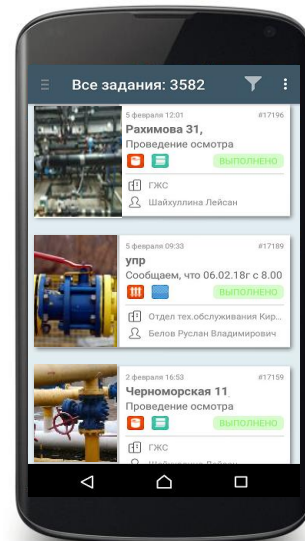 Все задания: 3582
5 февраля 12:01 #17196
Рахимова 31,
Проведение осмотра
ВЫПОЛНЕНО
ГЖС
Шайхуллина Лейсан
5 февраля 09:33 #17189
упр
Сообщаем, что 06.02.18г с 8.00
ВЫПОЛНЕНО
Отдел тех.обслуживания Кир...
Белов Руслан Владимирович
2 февраля 16:53 #17159
Черноморская 11
Проведение осмотра
ВЫПОЛНЕНО
ГЖС